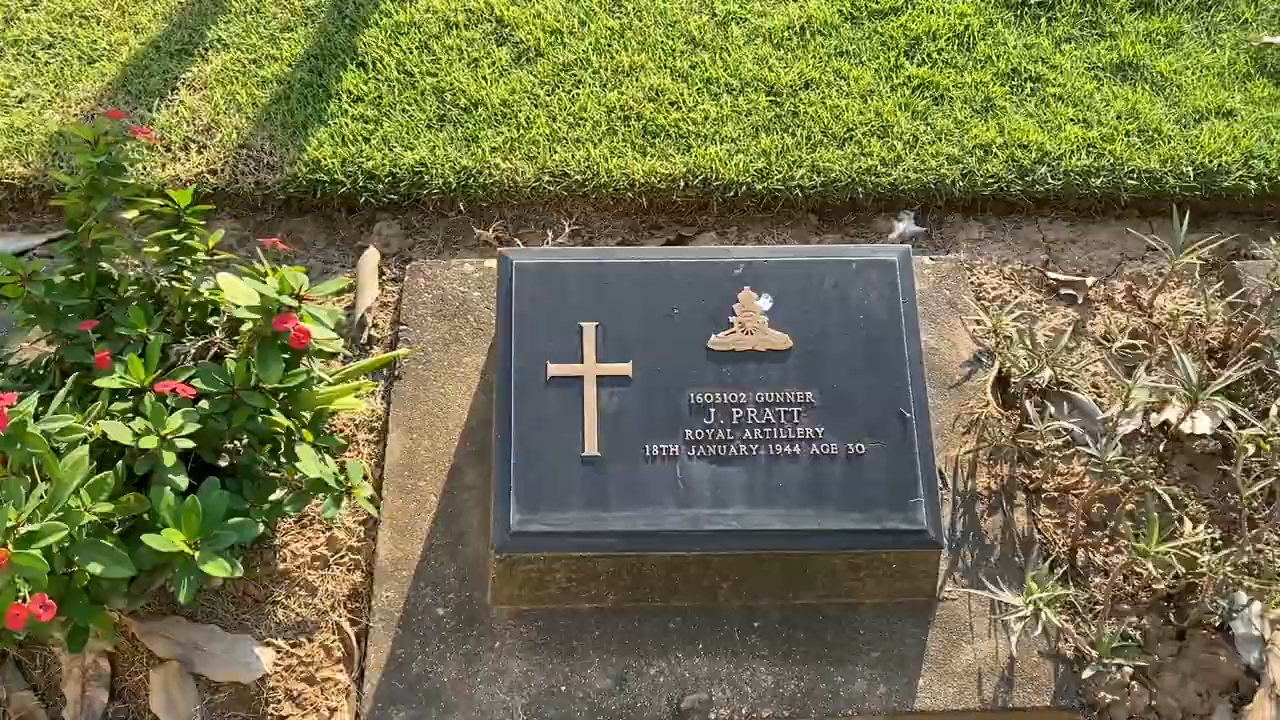 1603102 GUNNER
J. PRATT
ROYAL ARTILLERY
18TH JANUARY 1944 AGE 30